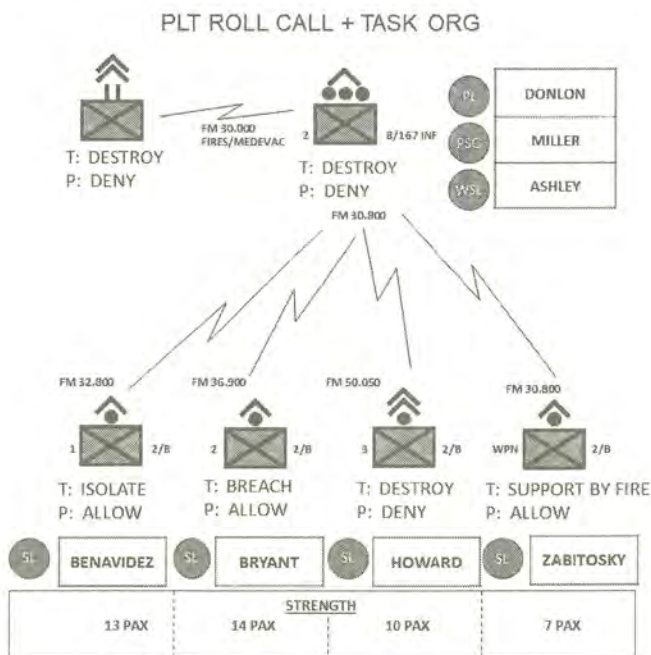 PLT ROLL CALL + TASK ORG
FM 30.000
FIRES/MEDEVAC
2
B/167 INF
T: DESTROY
P: DENY
T: DESTROY
P: DENY
PL
DONLON
PSG
MILLER
WSL
ASHLEY
FM 30.800
FM 32.800
FM 36.900
FM 50.050
FM 30.800
1
2/B
2
2/B
3
2/B
WPN
2/B
T: ISOLATE
P: ALLOW
T: BREACH
P: ALLOW
T: DESTROY
P: DENY
T: SUPPORT BY FIRE
P: ALLOW
SL
BENAVIDEZ
SL
BRYANT
SL
HOWARD
SL
ZABITOSKY
STRENGTH
13 PAX
14 PAX
10 PAX
7 PAX